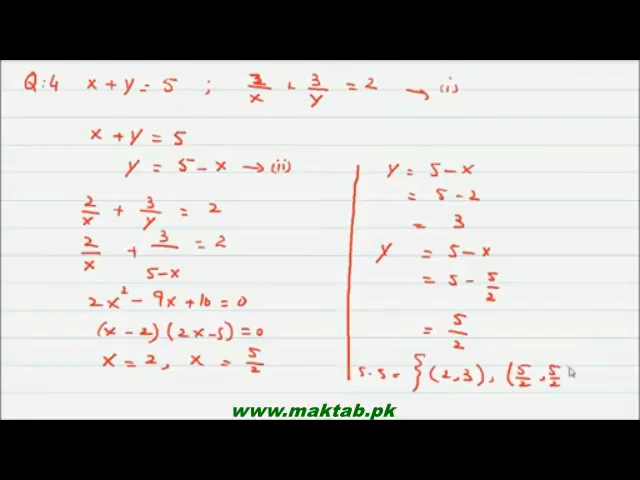 Q:4 x + y = 5 ; 2/x + 3/y = 2 → (i)
x + y = 5
y = 5 - x → (ii)
2/x + 3/y = 2
2/x + 3/(5-x) = 2
2x² - 9x + 10 = 0
(x - 2) (2x - 5) = 0
x = 2, x = 5/2
y = 5 - x
= 5 - 2
= 3
y = 5 - x
= 5 - 5/2
= 5/2
S.S = { (2,3), (5/2, 5/2
www.maktab.pk